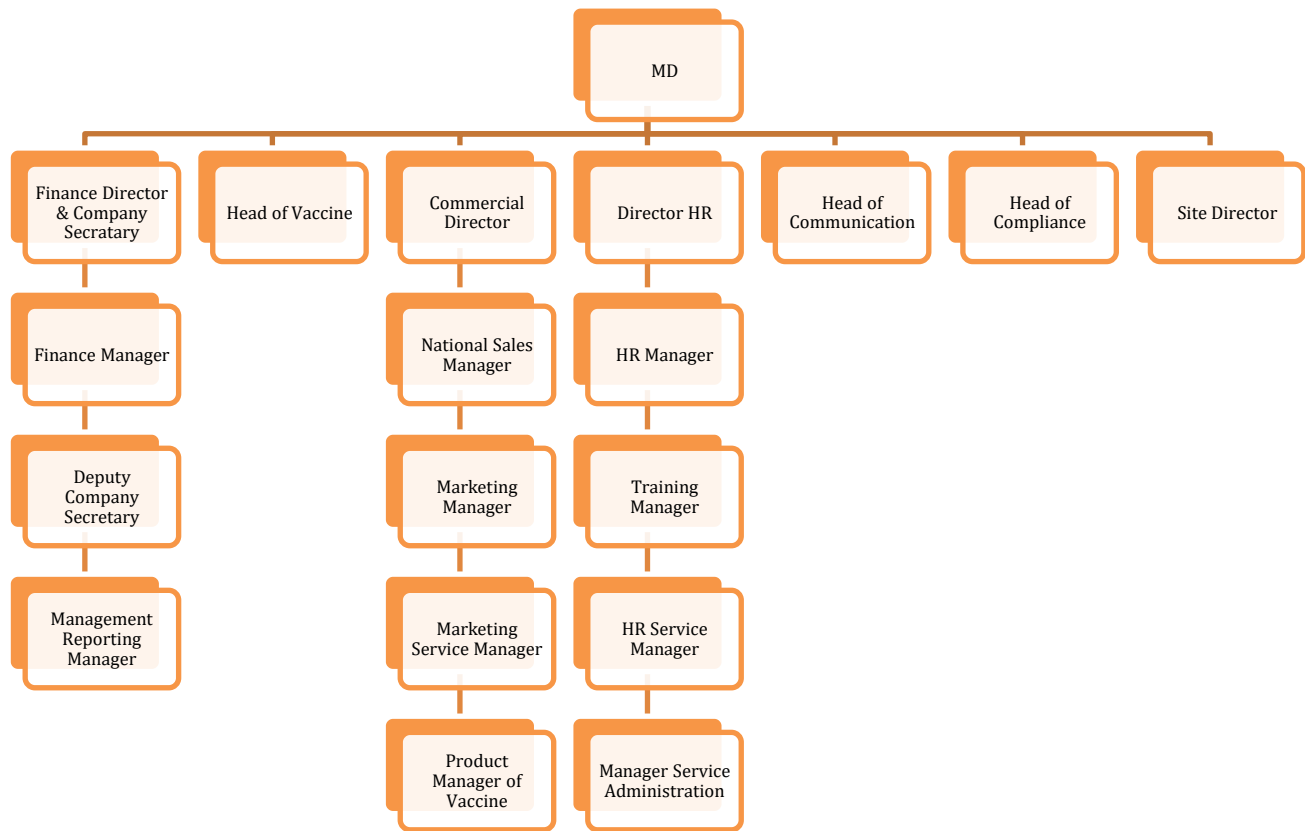 MD
Finance Director
& Company
Secratary
Head of Vaccine
Commercial
Director
Director HR
Head of
Communication
Head of
Compliance
Site Director
Finance Manager
National Sales
Manager
HR Manager
Deputy
Company
Secretary
Marketing
Manager
Training
Manager
Management
Reporting
Manager
Marketing
Service Manager
HR Service
Manager
Product
Manager of
Vaccine
Manager Service
Administration